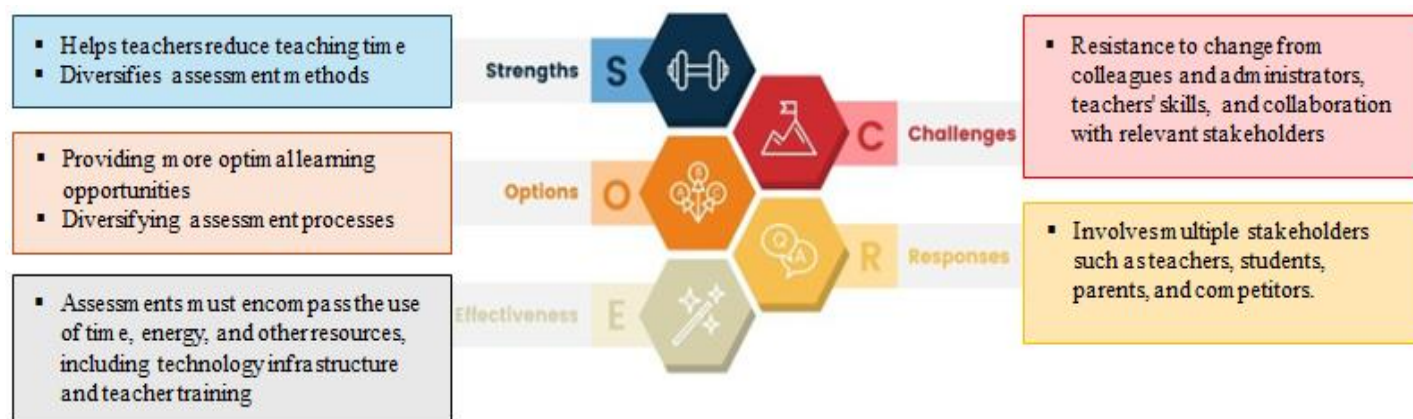 ▪ Helps teachers reduce teaching time
▪ Diversifies assessment methods
Strengths
S
▪ Resistance to change from
colleagues and administrators,
teachers' skills, and collaboration
with relevant stakeholders
C
Challenges
▪ Providing more optimal learning
opportunities
▪ Diversifying assessment processes
Options
O
▪ Involves multiple stakeholders
such as teachers, students,
parents, and competitors.
Q
A
R
Responses
▪ Assessments must encompass the use
of time, energy, and other resources,
including technology infrastructure
and teacher training
Effectiveness
E